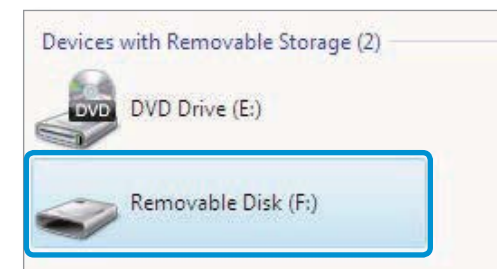 Devices with Removable Storage (2)
DVD
DVD Drive (E:)
Removable Disk (F:)